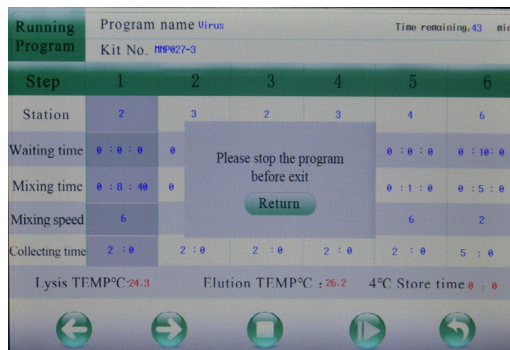 Running Program
Program name Virus
Time remaining:43 min
Kit No. MNP027-3
Step 1 2 3 4 5 6
Station 2 3 2 3 4 6
Waiting time 0 : 0 : 0 0 0 : 0 : 0 0 : 10: 0
Mixing time 0 : 8 : 40 0 0 : 1 : 0 0 : 5 : 0
Mixing speed 6 6 2
Collecting time 2 : 0 2 : 0 2 : 0 2 : 0 2 : 0 5 : 0
Please stop the program
before exit
Return
Lysis TEMP°C:24.3 Elution TEMP°C : 26.2 4°C Store time 0 : 0